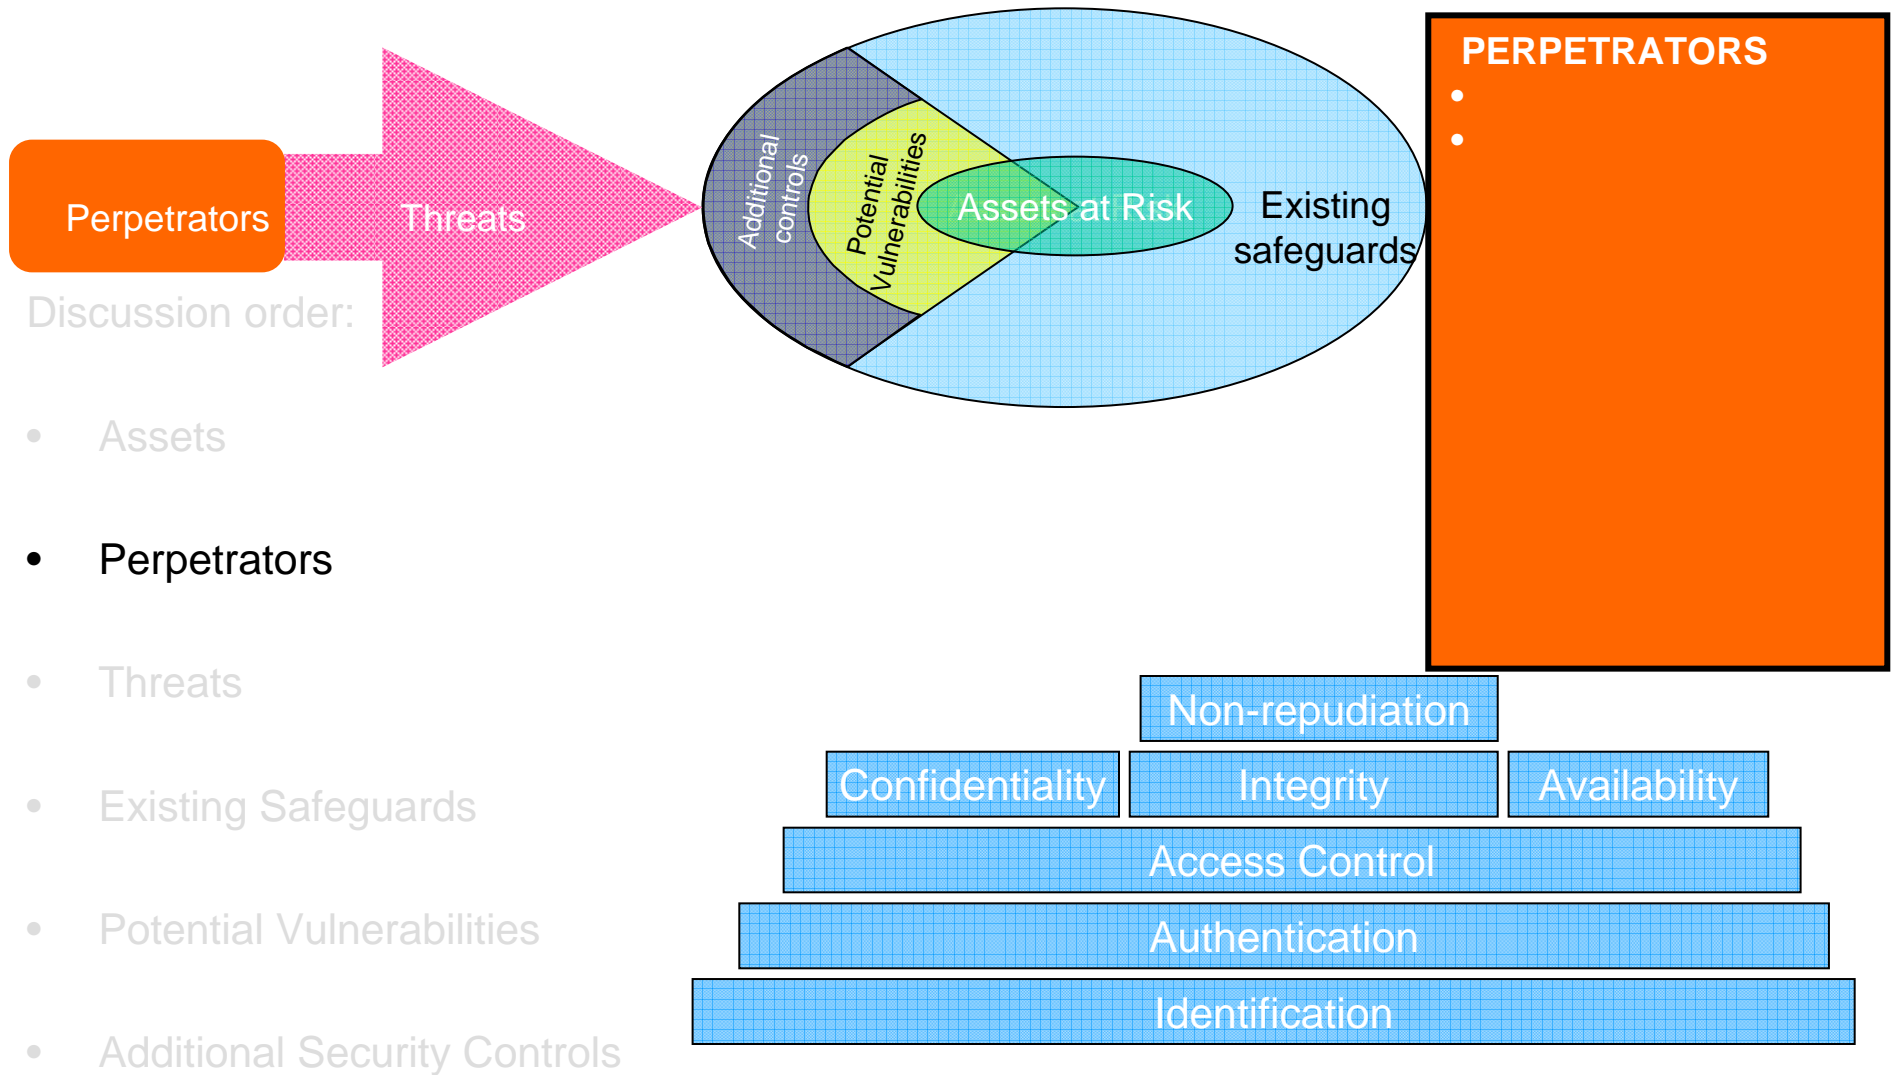 Perpetrators
Threats
Additional
controls
Potential
Vulnerabilities
Assets at Risk
Existing
safeguards
PERPETRATORS
•
•
Discussion order:
• Assets
• Perpetrators
• Threats
• Existing Safeguards
• Potential Vulnerabilities
• Additional Security Controls
Non-repudiation
Confidentiality
Integrity
Availability
Access Control
Authentication
Identification